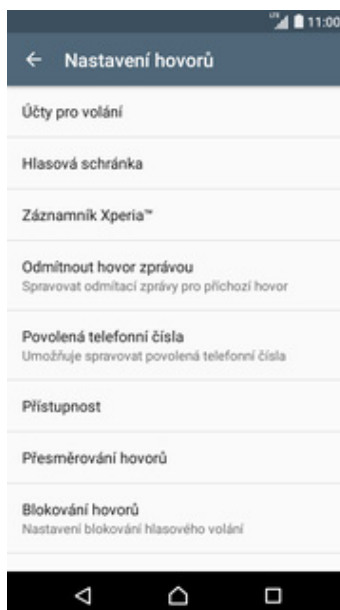 LTE 11:00
Nastavení hovorů
Účty pro volání
Hlasová schránka
Záznamník Xperia™
Odmítnout hovor zprávou
Spravovat odmítací zprávy pro příchozí hovor
Povolená telefonní čísla
Umožňuje spravovat povolená telefonní čísla
Přístupnost
Přesměrování hovorů
Blokování hovorů
Nastavení blokování hlasového volání